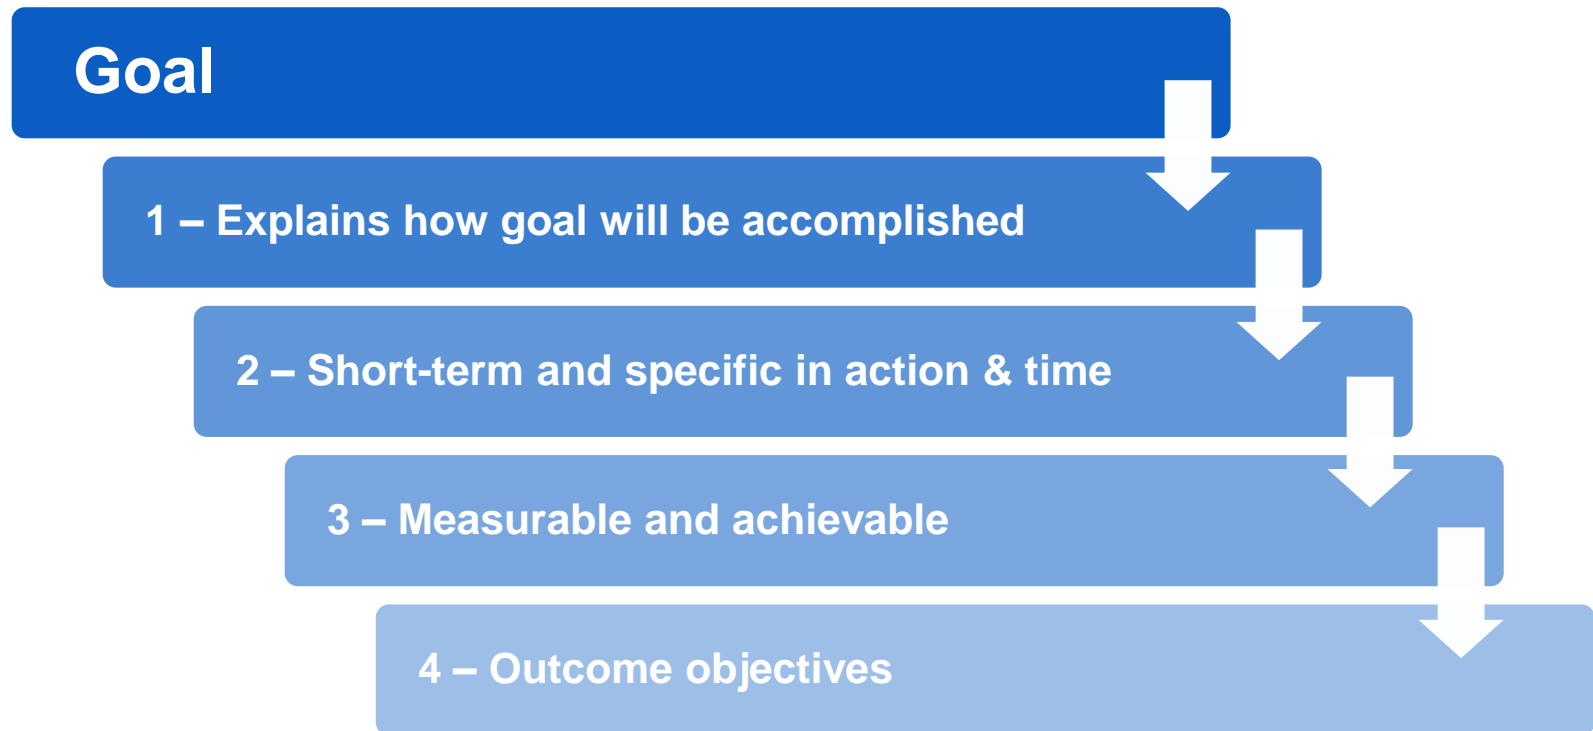 Goal
1 – Explains how goal will be accomplished
2 – Short-term and specific in action & time
3 – Measurable and achievable
4 – Outcome objectives